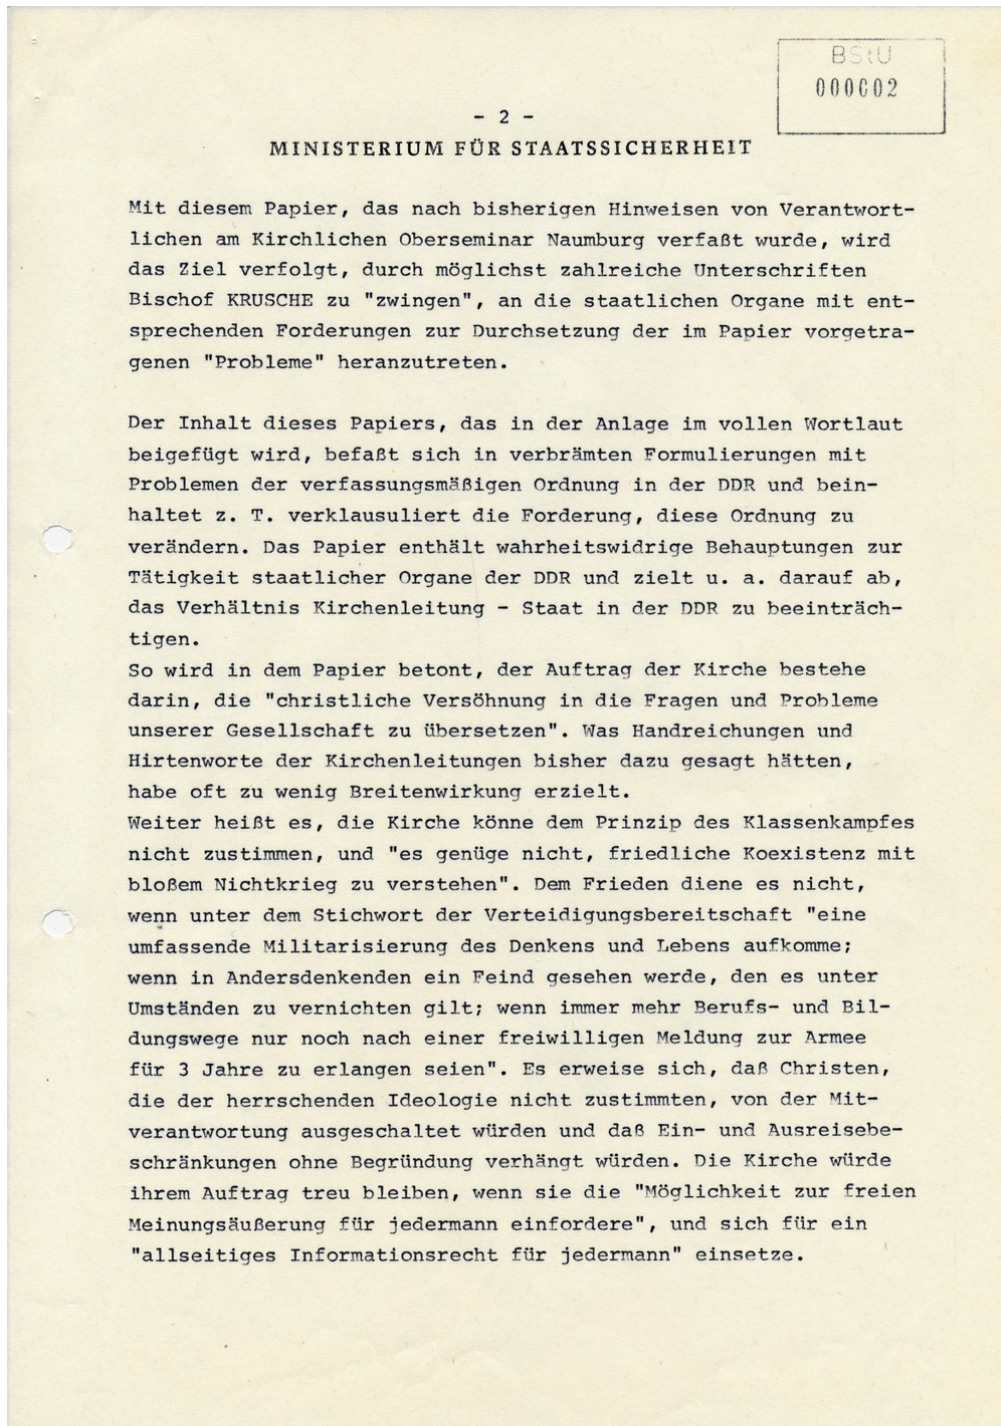 BStU
000002
- 2 -
MINISTERIUM FÜR STAATSSICHERHEIT
Mit diesem Papier, das nach bisherigen Hinweisen von Verantwort-
lichen am Kirchlichen Oberseminar Naumburg verfaßt wurde, wird
das Ziel verfolgt, durch möglichst zahlreiche Unterschriften
Bischof KRUSCHE zu "zwingen", an die staatlichen Organe mit ent-
sprechenden Forderungen zur Durchsetzung der im Papier vorgetra-
genen "Probleme" heranzutreten.
Der Inhalt dieses Papiers, das in der Anlage im vollen Wortlaut
beigefügt wird, befaßt sich in verbrämten Formulierungen mit
Problemen der verfassungsmäßigen Ordnung in der DDR und bein-
haltet z. T. verklausuliert die Forderung, diese Ordnung zu
verändern. Das Papier enthält wahrheitswidrige Behauptungen zur
Tätigkeit staatlicher Organe der DDR und zielt u. a. darauf ab,
das Verhältnis Kirchenleitung - Staat in der DDR zu beeinträch-
tigen.
So wird in dem Papier betont, der Auftrag der Kirche bestehe
darin, die "christliche Versöhnung in die Fragen und Probleme
unserer Gesellschaft zu übersetzen". Was Handreichungen und
Hirtenworte der Kirchenleitungen bisher dazu gesagt hätten,
habe oft zu wenig Breitenwirkung erzielt.
Weiter heißt es, die Kirche könne dem Prinzip des Klassenkampfes
nicht zustimmen, und "es genüge nicht, friedliche Koexistenz mit
bloßem Nichtkrieg zu verstehen". Dem Frieden diene es nicht,
wenn unter dem Stichwort der Verteidigungsbereitschaft "eine
umfassende Militarisierung des Denkens und Lebens aufkomme;
wenn in Andersdenkenden ein Feind gesehen werde, den es unter
Umständen zu vernichten gilt; wenn immer mehr Berufs- und Bil-
dungswege nur noch nach einer freiwilligen Meldung zur Armee
für 3 Jahre zu erlangen seien". Es erweise sich, daß Christen,
die der herrschenden Ideologie nicht zustimmten, von der Mit-
verantwortung ausgeschaltet würden und daß Ein- und Ausreisebe-
schränkungen ohne Begründung verhängt würden. Die Kirche würde
ihrem Auftrag treu bleiben, wenn sie die "Möglichkeit zur freien
Meinungsäußerung für jedermann einfordere", und sich für ein
"allseitiges Informationsrecht für jedermann" einsetze.